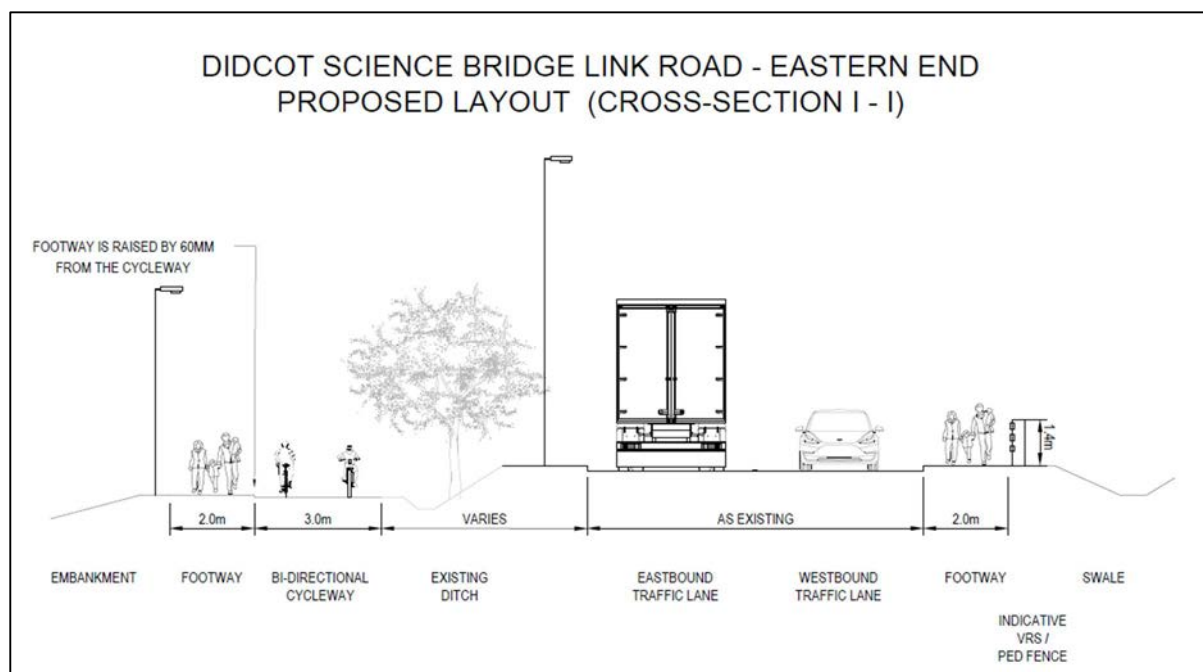 DIDCOT SCIENCE BRIDGE LINK ROAD - EASTERN END
PROPOSED LAYOUT (CROSS-SECTION I - I)
FOOTWAY IS RAISED BY 60MM
FROM THE CYCLEWAY
1.4m
2.0m
3.0m
VARIES
AS EXISTING
2.0m
EMBANKMENT
FOOTWAY
BI-DIRECTIONAL
CYCLEWAY
EXISTING
DITCH
EASTBOUND
TRAFFIC LANE
WESTBOUND
TRAFFIC LANE
FOOTWAY
SWALE
INDICATIVE
VRS /
PED FENCE